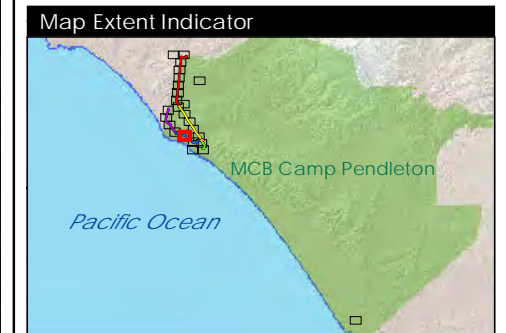 Map Extent Indicator
MCB Camp Pendleton
Pacific Ocean